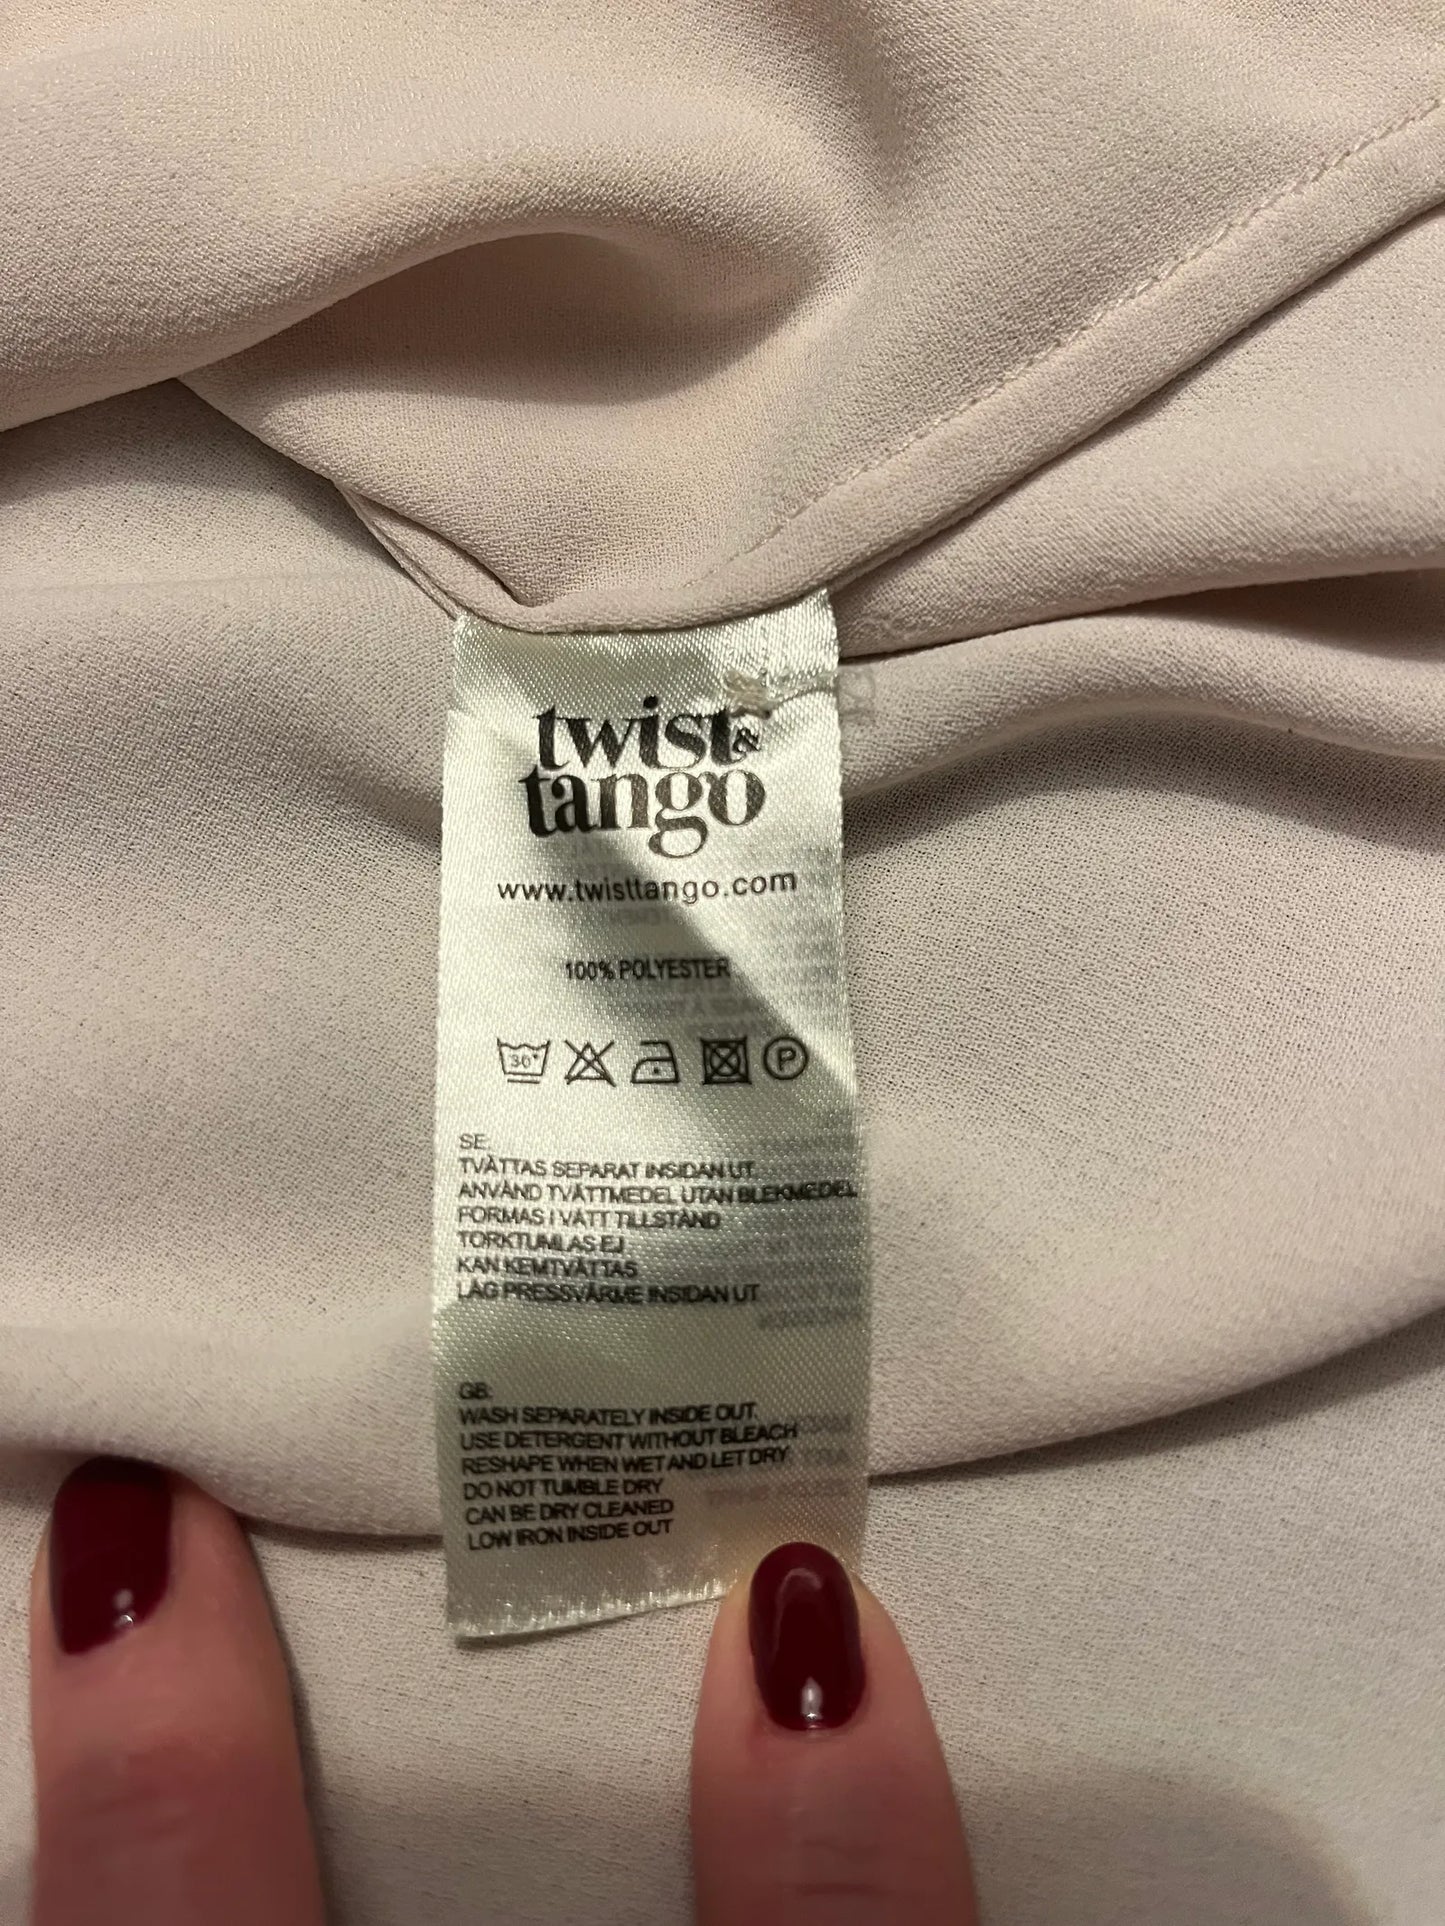 twist &
tango
www.twisttango.com
100% POLYESTER
30°
P
SE:
TVÄTTAS SEPARAT INSIDAN UT.
ANVÄND TVÄTTMEDEL UTAN BLEKMEDEL
FORMAS I VÅTT TILLSTÅND
TORKTUMLAS EJ
KAN KEMTVÄTTAS
LÅG PRESSVÄRME INSIDAN UT
GB:
WASH SEPARATELY INSIDE OUT.
USE DETERGENT WITHOUT BLEACH
RESHAPE WHEN WET AND LET DRY
DO NOT TUMBLE DRY
CAN BE DRY CLEANED
LOW IRON INSIDE OUT